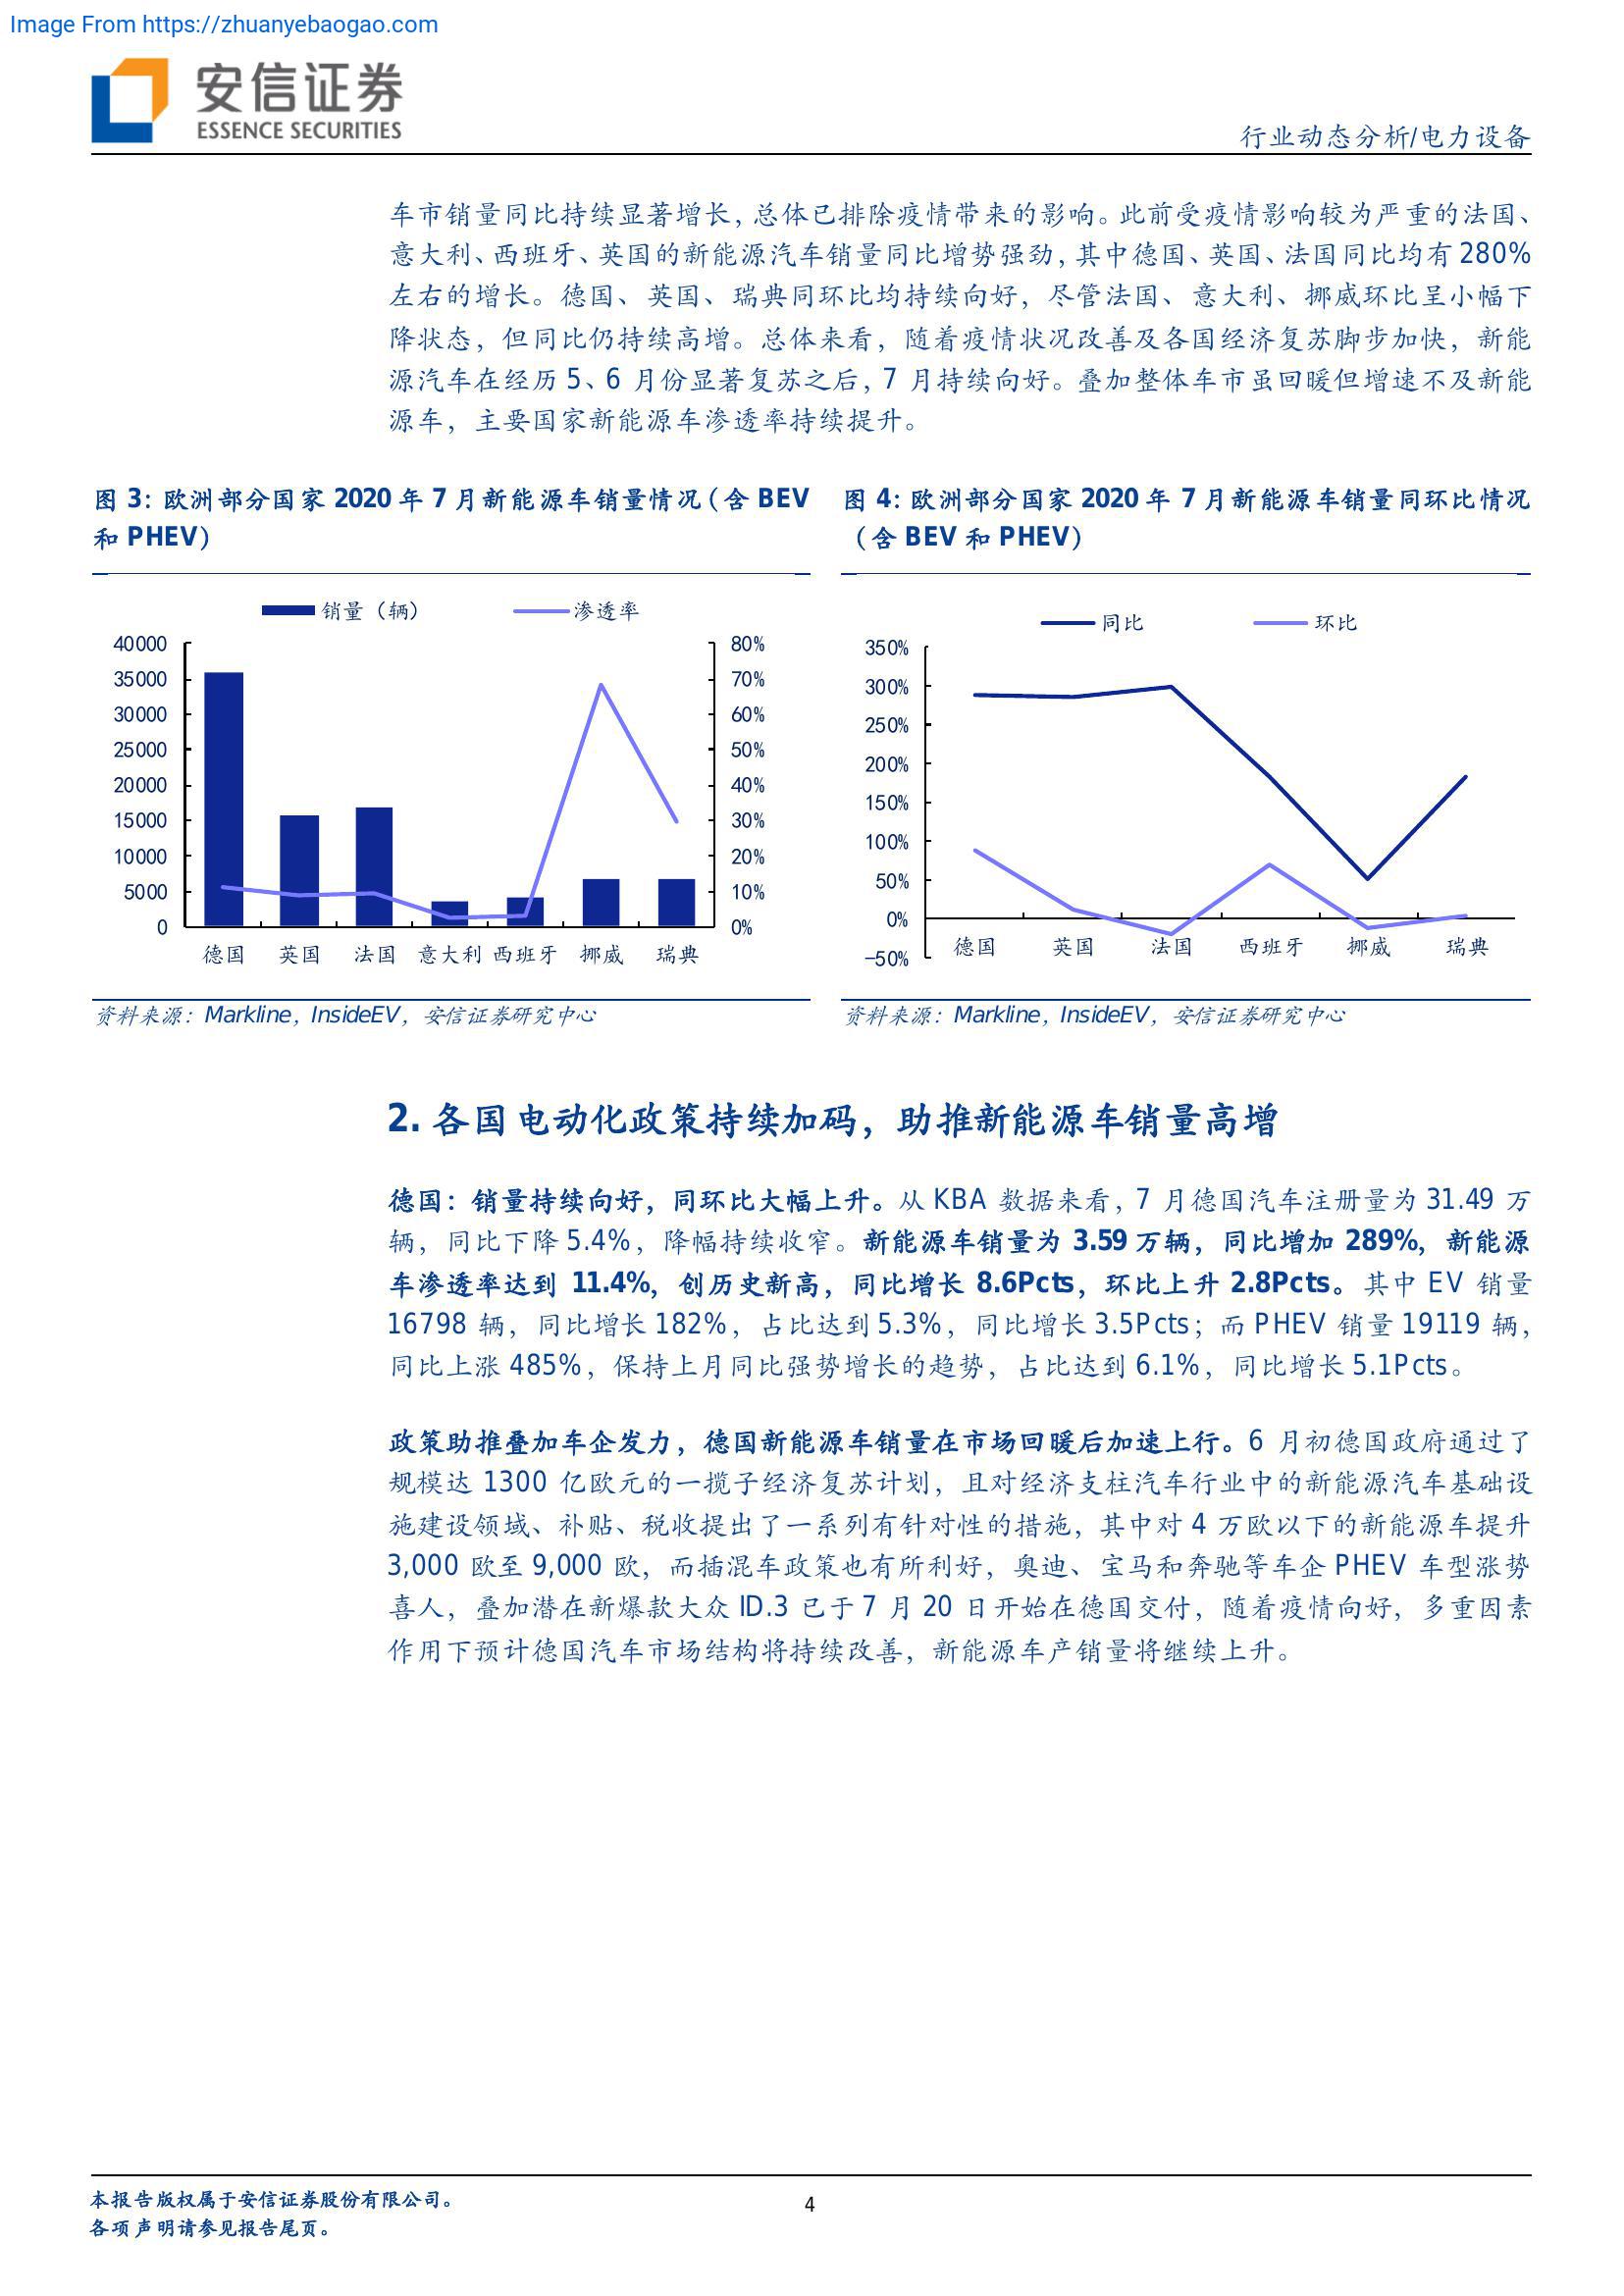 Image From https://zhuanyebaogao.com
安信证券
ESSENCE SECURITIES
行业动态分析/电力设备
车市销量同比持续显著增长，总体已排除疫情带来的影响。此前受疫情影响较为严重的法国、
意大利、西班牙、英国的新能源汽车销量同比增势强劲，其中德国、英国、法国同比均有 280%
左右的增长。德国、英国、瑞典同环比均持续向好，尽管法国、意大利、挪威环比呈小幅下
降状态，但同比仍持续高增。总体来看，随着疫情状况改善及各国经济复苏脚步加快，新能
源汽车在经历 5、6 月份显著复苏之后，7 月持续向好。叠加整体车市虽回暖但增速不及新能
源车，主要国家新能源车渗透率持续提升。
图 3：欧洲部分国家 2020 年 7 月新能源车销量情况（含 BEV
和 PHEV）
销量（辆） 渗透率
40000 80%
35000 70%
30000 60%
25000 50%
20000 40%
15000 30%
10000 20%
5000 10%
0 0%
德国 英国 法国 意大利 西班牙 挪威 瑞典
资料来源：Markline，InsideEV，安信证券研究中心
图 4：欧洲部分国家 2020 年 7 月新能源车销量同环比情况
（含 BEV 和 PHEV）
同比 环比
350%
300%
250%
200%
150%
100%
50%
0%
-50%
德国 英国 法国 西班牙 挪威 瑞典
资料来源：Markline，InsideEV，安信证券研究中心
2. 各国电动化政策持续加码，助推新能源车销量高增
德国：销量持续向好，同环比大幅上升。从 KBA 数据来看，7 月德国汽车注册量为 31.49 万
辆，同比下降 5.4%，降幅持续收窄。新能源车销量为 3.59 万辆，同比增加 289%，新能源
车渗透率达到 11.4%，创历史新高，同比增长 8.6Pcts，环比上升 2.8Pcts。其中 EV 销量
16798 辆，同比增长 182%，占比达到 5.3%，同比增长 3.5Pcts；而 PHEV 销量 19119 辆，
同比上涨 485%，保持上月同比强势增长的趋势，占比达到 6.1%，同比增长 5.1Pcts。
政策助推叠加车企发力，德国新能源车销量在市场回暖后加速上行。6 月初德国政府通过了
规模达 1300 亿欧元的一揽子经济复苏计划，且对经济支柱汽车行业中的新能源汽车基础设
施建设领域、补贴、税收提出了一系列有针对性的措施，其中对 4 万欧以下的新能源车提升
3,000 欧至 9,000 欧，而插混车政策也有所利好，奥迪、宝马和奔驰等车企 PHEV 车型涨势
喜人，叠加潜在新爆款大众 ID.3 已于 7 月 20 日开始在德国交付，随着疫情向好，多重因素
作用下预计德国汽车市场结构将持续改善，新能源车产销量将继续上升。
本报告版权属于安信证券股份有限公司。
各项声明请参见报告尾页。
4